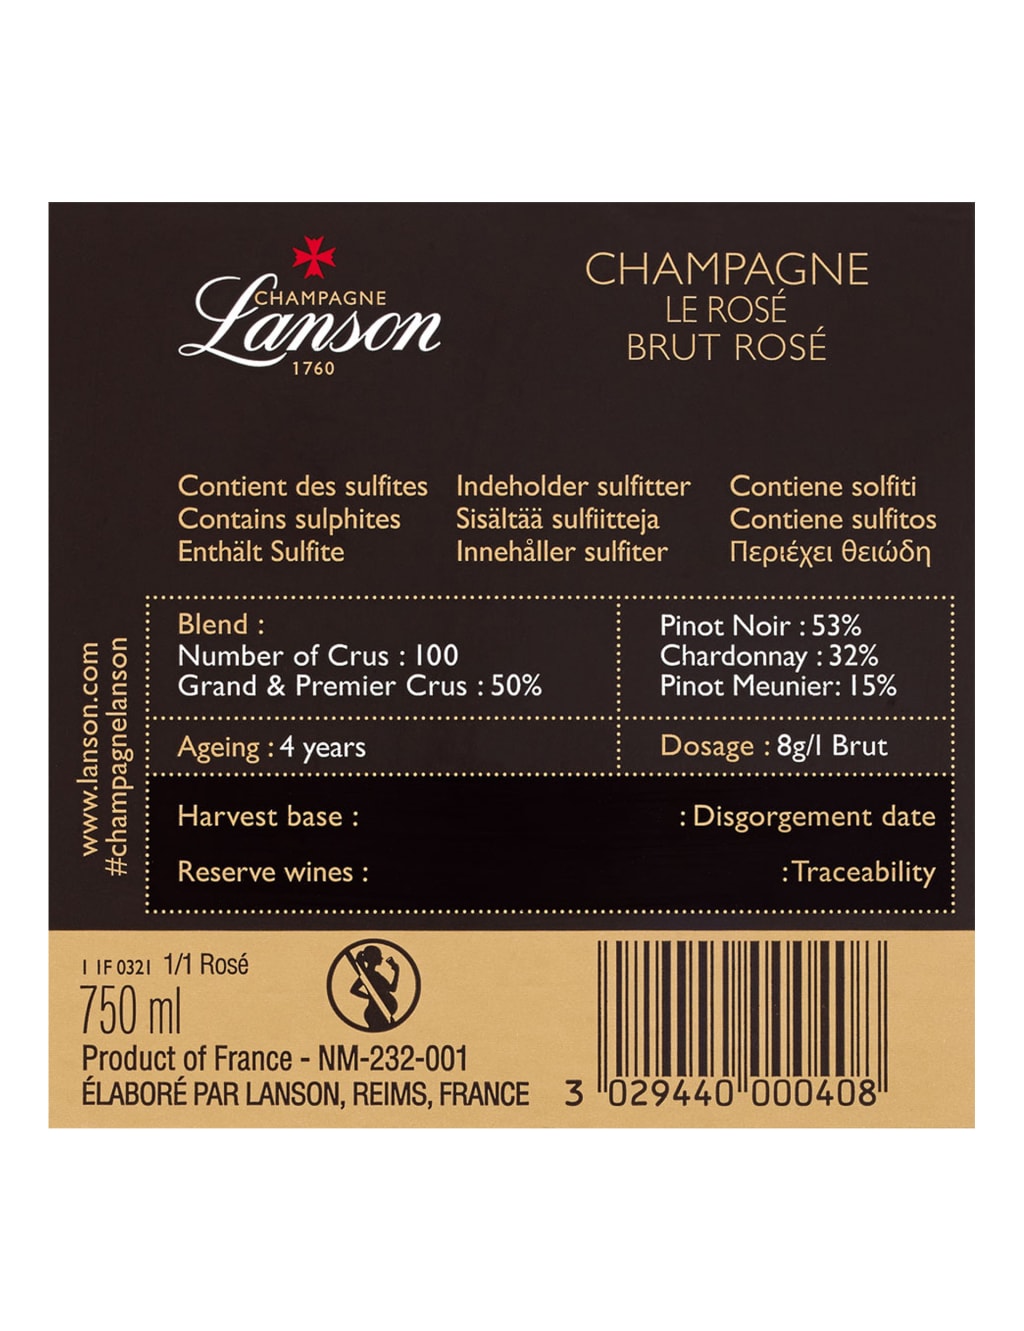 CHAMPAGNE
Lanson
1760
CHAMPAGNE
LE ROSÉ
BRUT ROSÉ
Contient des sulfites
Contains sulphites
Enthält Sulfite
Indeholder sulfitter
Sisältää sulfiitteja
Innehåller sulfiter
Contiene solfiti
Contiene sulfitos
Περιέχει θειώδη
Blend :
Number of Crus : 100
Grand & Premier Crus : 50%
Pinot Noir : 53%
Chardonnay : 32%
Pinot Meunier: 15%
Ageing : 4 years
Dosage : 8g/l Brut
Harvest base :
: Disgorgement date
Reserve wines :
: Traceability
www.lanson.com
#champagnelanson
1 1F0321 1/1 Rosé
750 ml
Product of France - NM-232-001
ÉLABORÉ PAR LANSON, REIMS, FRANCE
3 029440 000408